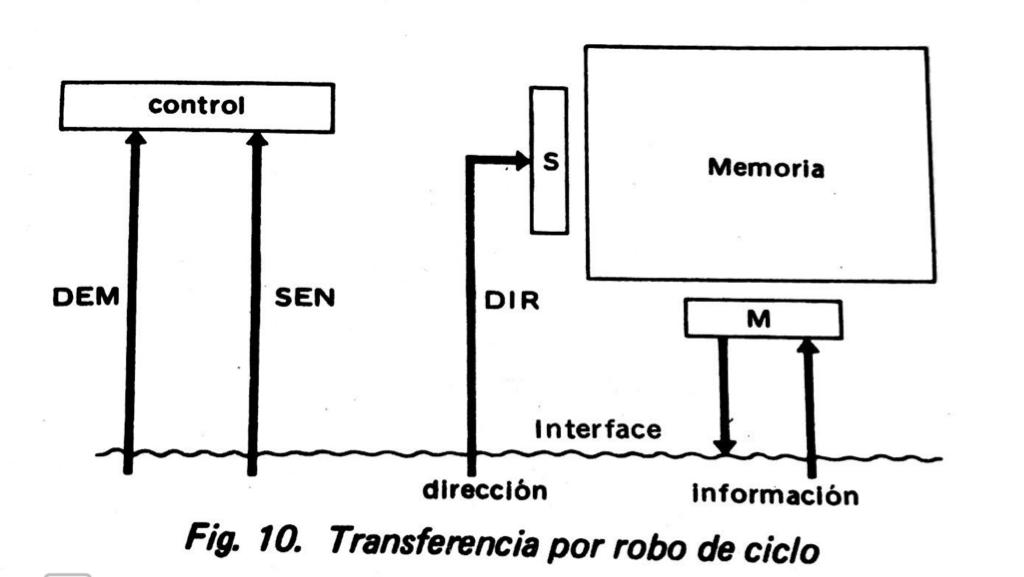 control
S
Memoria
DEM
SEN
DIR
M
Interface
dirección
información
Fig. 10. Transferencia por robo de ciclo